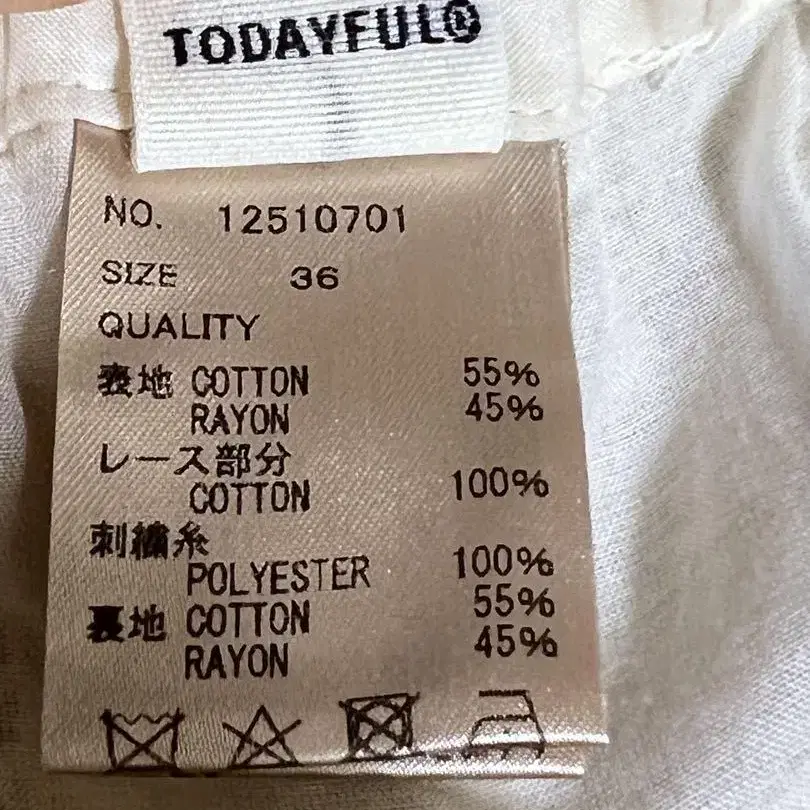 TODAYFUL®
NO. 12510701
SIZE 36
QUALITY
表地 COTTON 55%
RAYON 45%
レース部分
COTTON 100%
刺繍糸
POLYESTER 100%
裏地 COTTON 55%
RAYON 45%